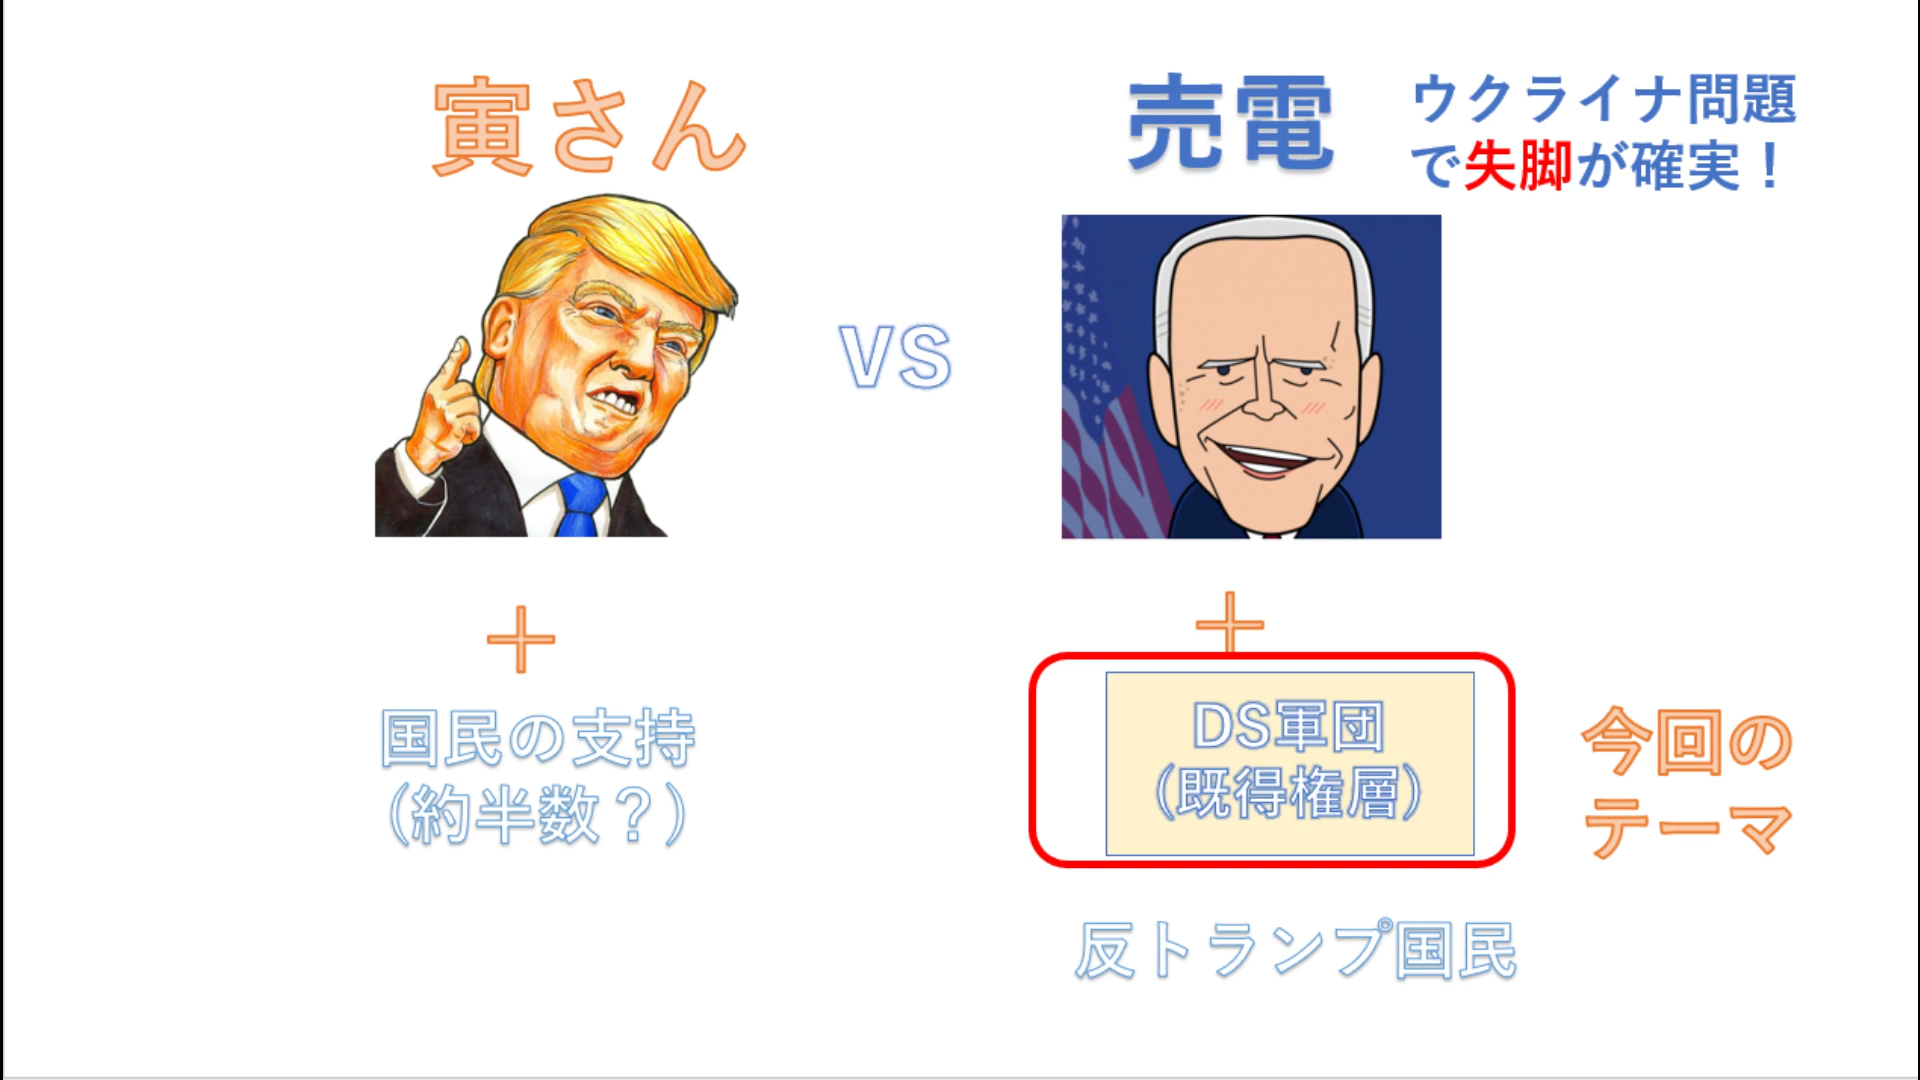 寅さん
売電
ウクライナ問題
で失脚が確実！
VS
＋
＋
国民の支持
（約半数？）
DS軍団
（既得権層）
今回の
テーマ
反トランプ国民